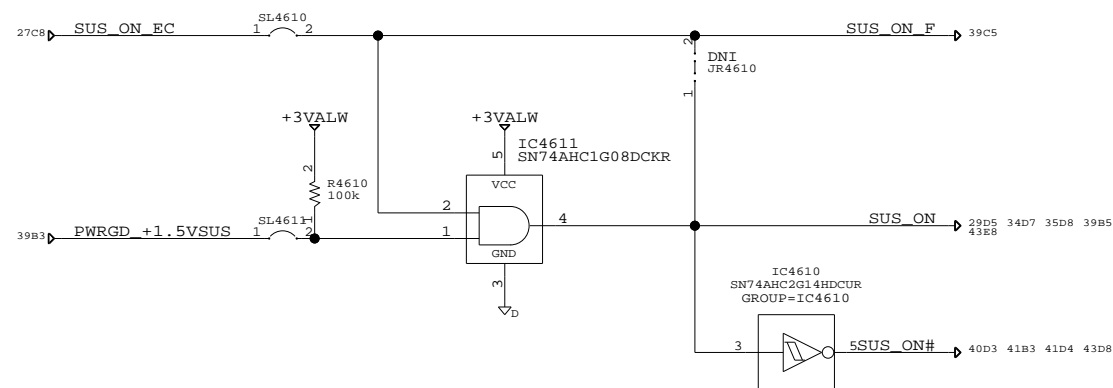 SL4610
27C8 SUS_ON_EC 1 2 SUS_ON_F 39C5
2
DNI
JR4610
1
+3VALW +3VALW
IC4611
SN74AHC1G08DCKR
2 5
VCC
R4610
100k
2 4 SUS_ON 29D5 34D7 35D8 39B5
43E8
SL4611 1
39B3 PWRGD_+1.5VSUS 1 2 1
GND
3
D
IC4610
SN74AHC2G14HDCUR
GROUP=IC4610
3 5 SUS_ON# 40D3 41B3 41D4 43D8